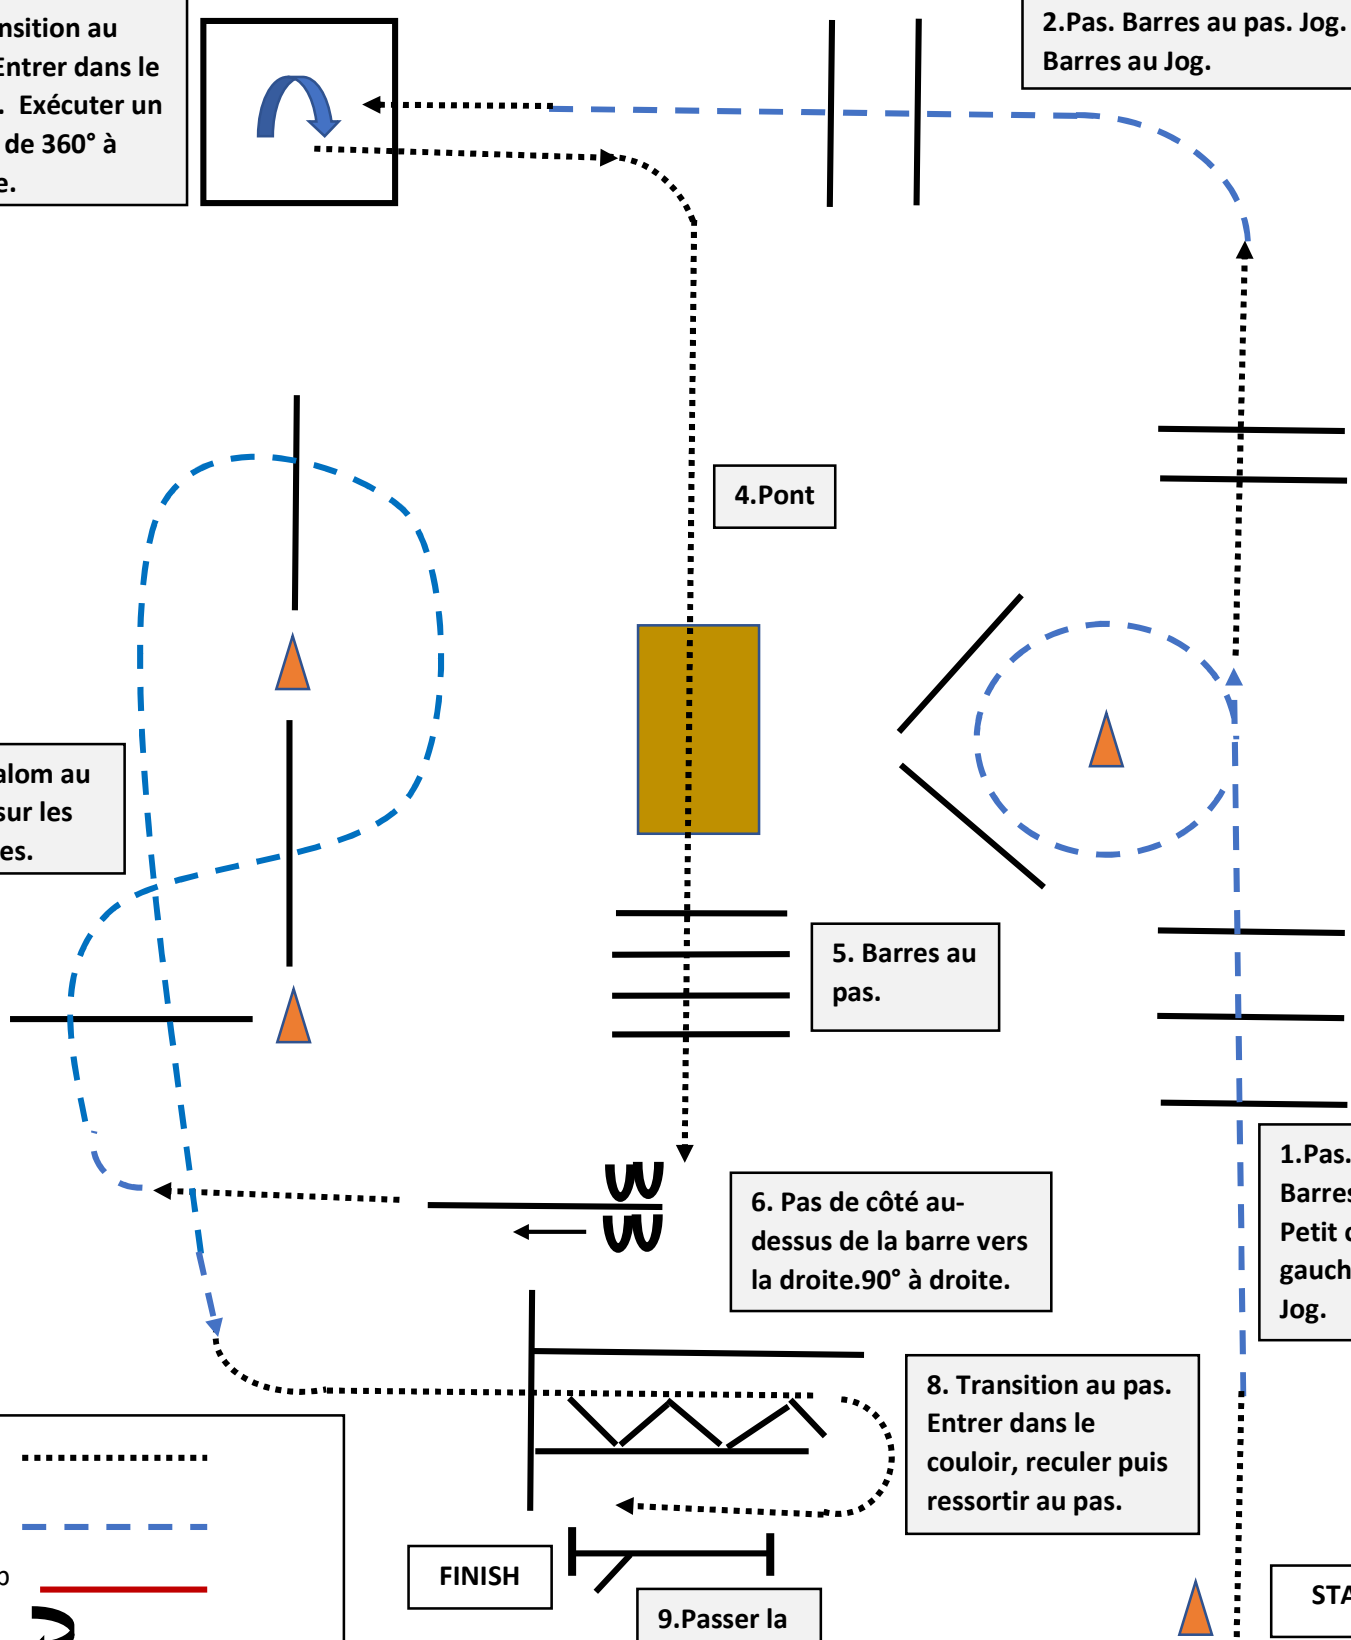 nsition au
Entrer dans le
. Exécuter un
de 360° à
e.
2.Pas. Barres au pas. Jog.
Barres au Jog.
4.Pont
alom au
sur les
es.
5. Barres au
pas.
1.Pas.
Barres
Petit c
gauch
Jog.
6. Pas de côté au-
dessus de la barre vers
la droite.90° à droite.
8. Transition au pas.
Entrer dans le
couloir, reculer puis
ressortir au pas.
FINISH
9.Passer la
STA